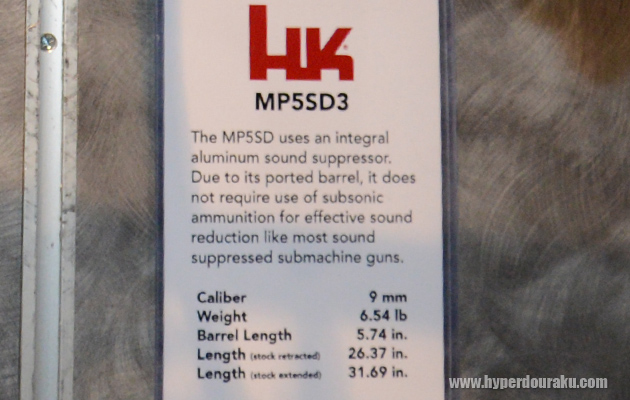 HK
MP5SD3
The MP5SD uses an integral
aluminum sound suppressor.
Due to its ported barrel, it does
not require use of subsonic
ammunition for effective sound
reduction like most sound
suppressed submachine guns.
Caliber 9 mm
Weight 6.54 lb
Barrel Length 5.74 in.
Length (stock retracted) 26.37 in.
Length (stock extended) 31.69 in.
www.hyperdouraku.com